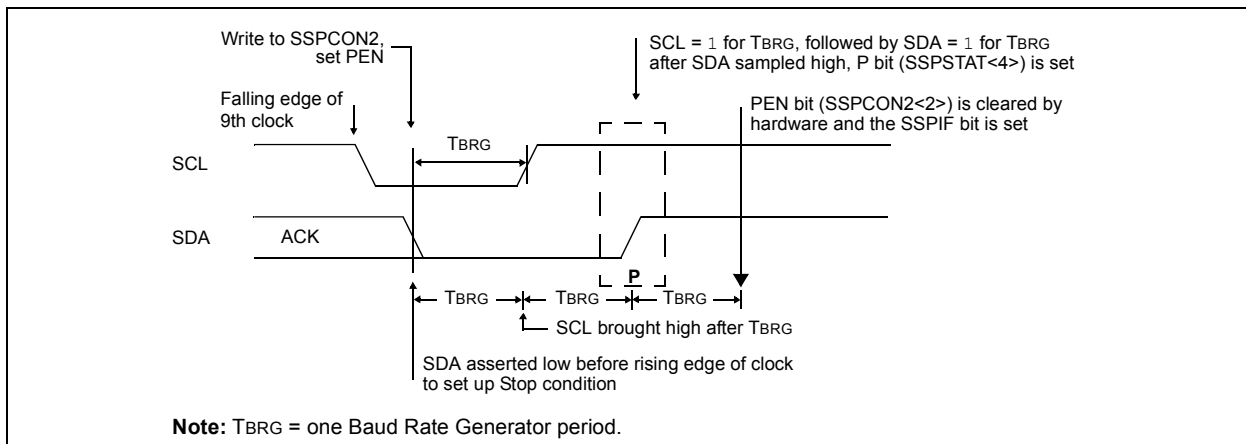 Write to SSPCON2,
set PEN
SCL = 1 for TBRG, followed by SDA = 1 for TBRG
after SDA sampled high, P bit (SSPSTAT<4>) is set
Falling edge of
9th clock
PEN bit (SSPCON2<2>) is cleared by
hardware and the SSPIF bit is set
TBRG
SCL
SDA
ACK
P
TBRG
TBRG
TBRG
SCL brought high after TBRG
SDA asserted low before rising edge of clock
to set up Stop condition
Note: TBRG = one Baud Rate Generator period.